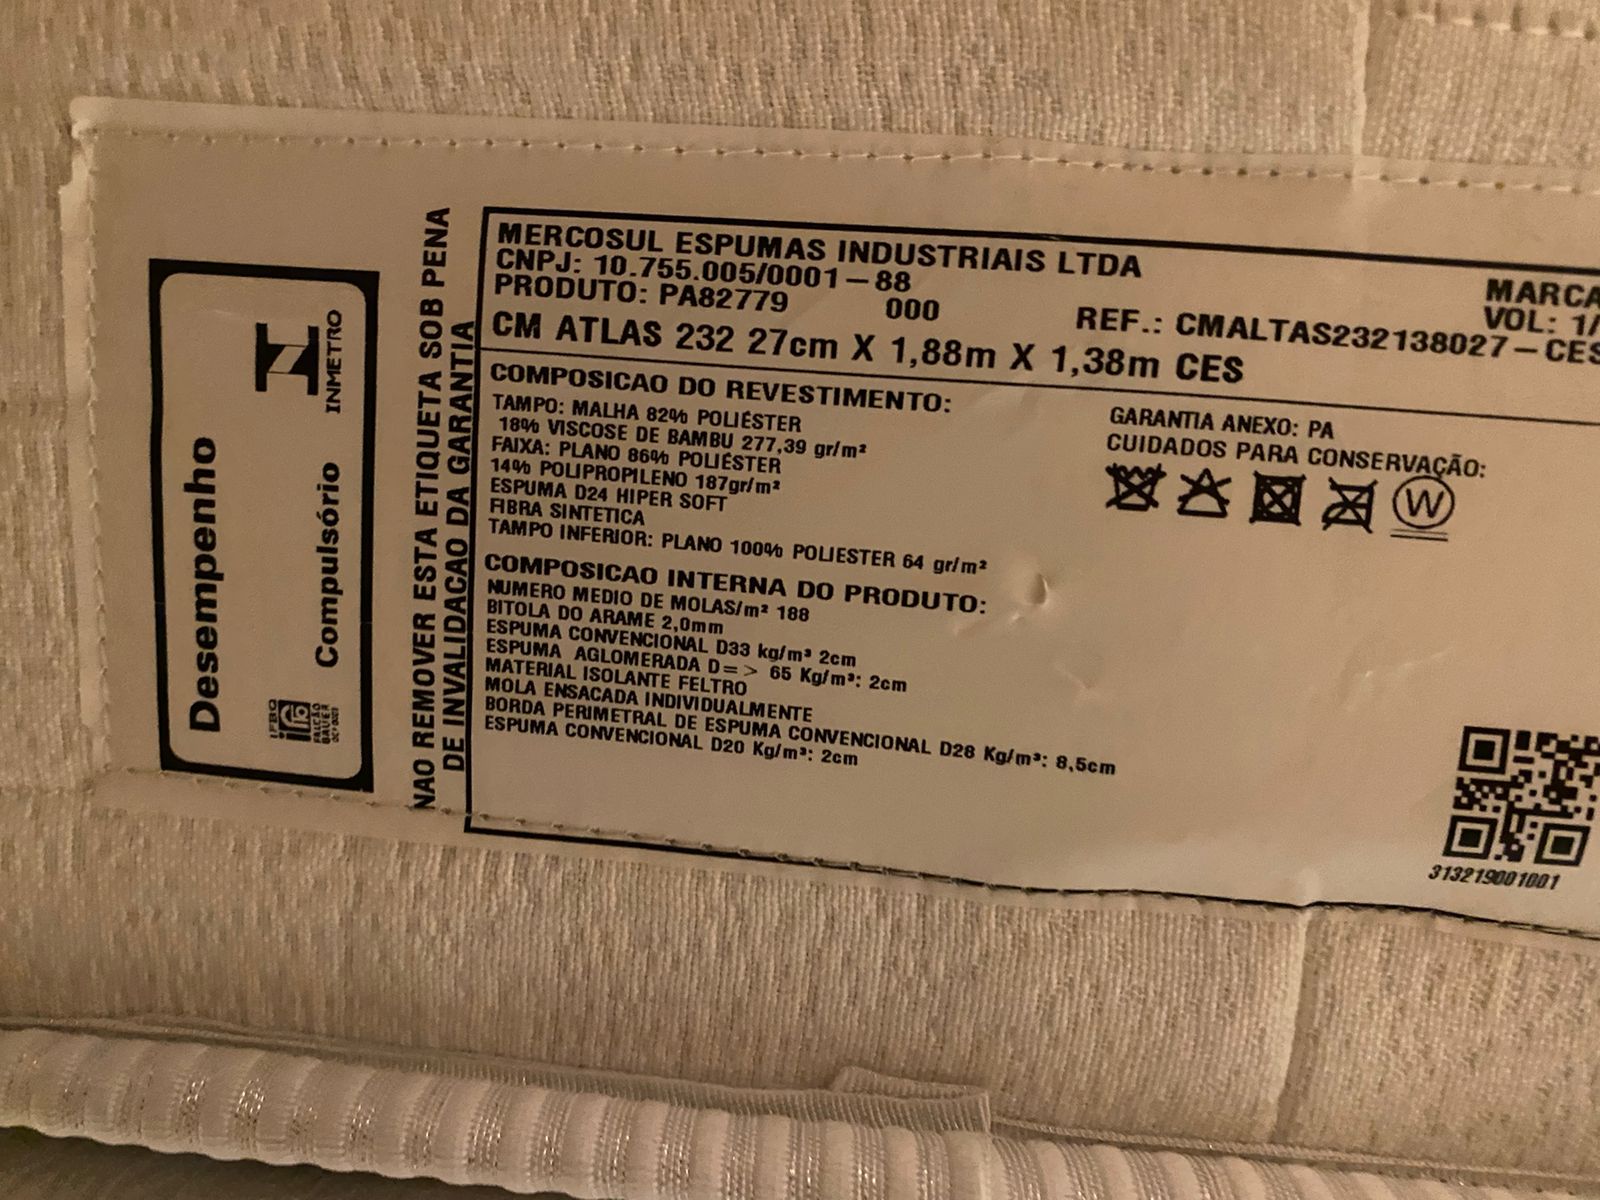 Desempenho
Compulsório
INMETRO
IFBQ
FALCÃO
BAUER
NAO REMOVER ESTA ETIQUETA SOB PENA
DE INVALIDACAO DA GARANTIA
MERCOSUL ESPUMAS INDUSTRIAIS LTDA
CNPJ: 10.755.005/0001-88
PRODUTO: PA82779 000
REF.: CMALTAS232138027-CES
MARCA
VOL: 1/
CM ATLAS 232 27cm X 1,88m X 1,38m CES
COMPOSICAO DO REVESTIMENTO:
TAMPO: MALHA 82% POLIÉSTER
18% VISCOSE DE BAMBU 277,39 gr/m²
FAIXA: PLANO 86% POLIÉSTER
14% POLIPROPILENO 187gr/m²
ESPUMA D24 HIPER SOFT
FIBRA SINTETICA
TAMPO INFERIOR: PLANO 100% POLIESTER 64 gr/m²
GARANTIA ANEXO: PA
CUIDADOS PARA CONSERVAÇÃO:
W
COMPOSICAO INTERNA DO PRODUTO:
NUMERO MEDIO DE MOLAS/m² 188
BITOLA DO ARAME 2,0mm
ESPUMA CONVENCIONAL D33 kg/m³ 2cm
ESPUMA AGLOMERADA D=> 65 Kg/m³: 2cm
MATERIAL ISOLANTE FELTRO
MOLA ENSACADA INDIVIDUALMENTE
BORDA PERIMETRAL DE ESPUMA CONVENCIONAL D28 Kg/m³: 8,5cm
ESPUMA CONVENCIONAL D20 Kg/m³: 2cm
313219001001